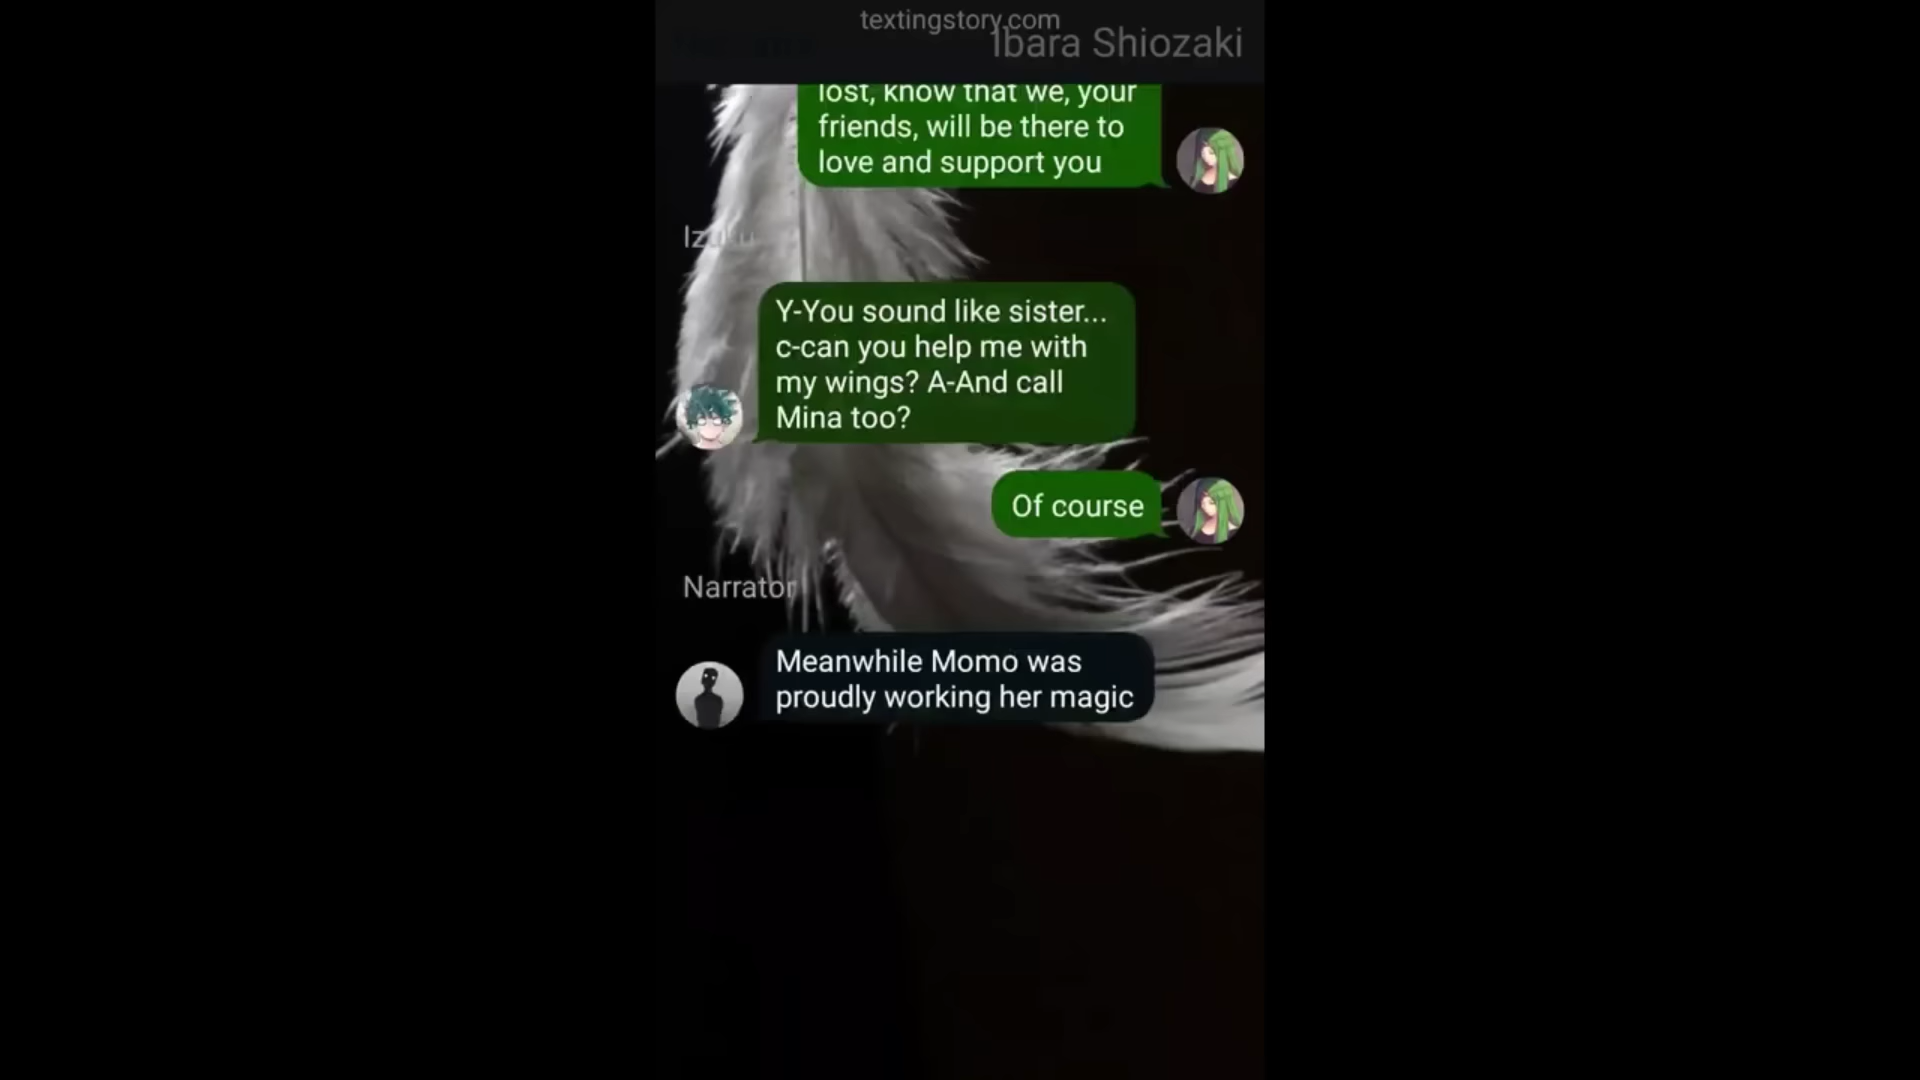 textingstory.com
Ibara Shiozaki
lost, know that we, your
friends, will be there to
love and support you
Izuku
Y-You sound like sister...
c-can you help me with
my wings? A-And call
Mina too?
Of course
Narrator
Meanwhile Momo was
proudly working her magic